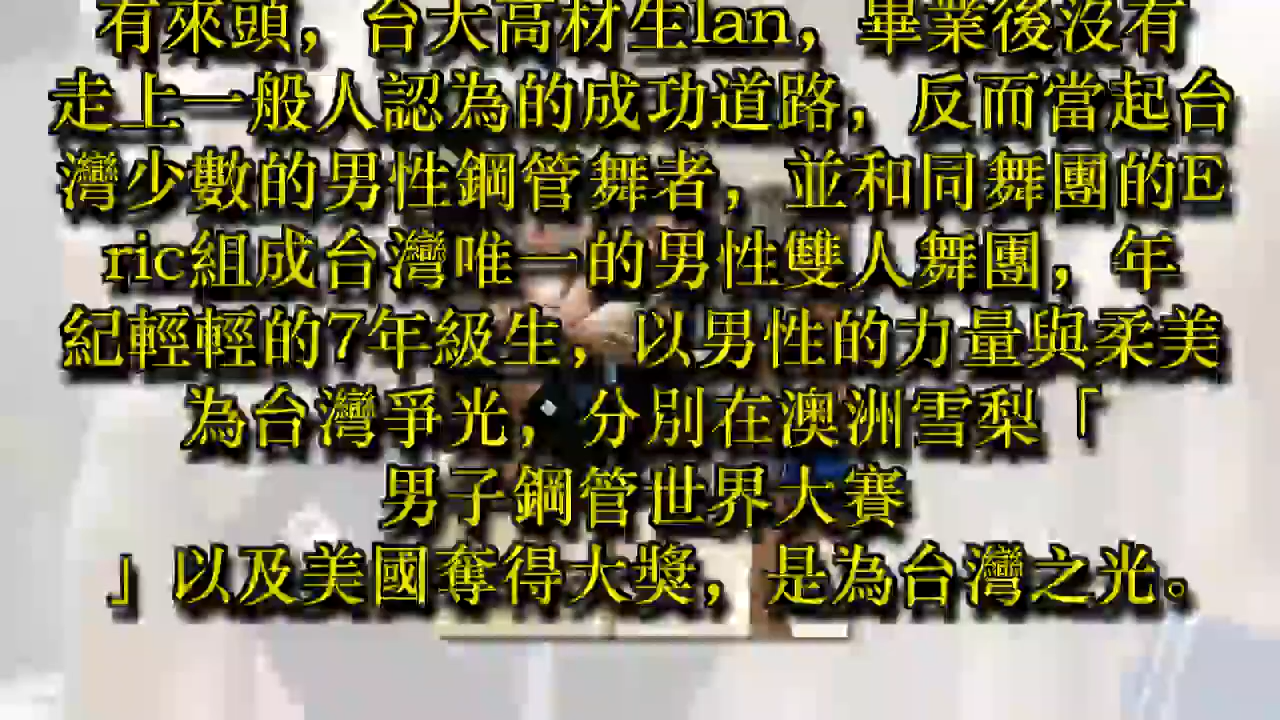 有來頭，台大高材生lan，畢業後沒有
走上一般人認為的成功道路，反而當起台
灣少數的男性鋼管舞者，並和同舞團的E
ric組成台灣唯一的男性雙人舞團，年
紀輕輕的7年級生，以男性的力量與柔美
為台灣爭光，分別在澳洲雪梨「
男子鋼管世界大賽
」以及美國奪得大獎，是為台灣之光。